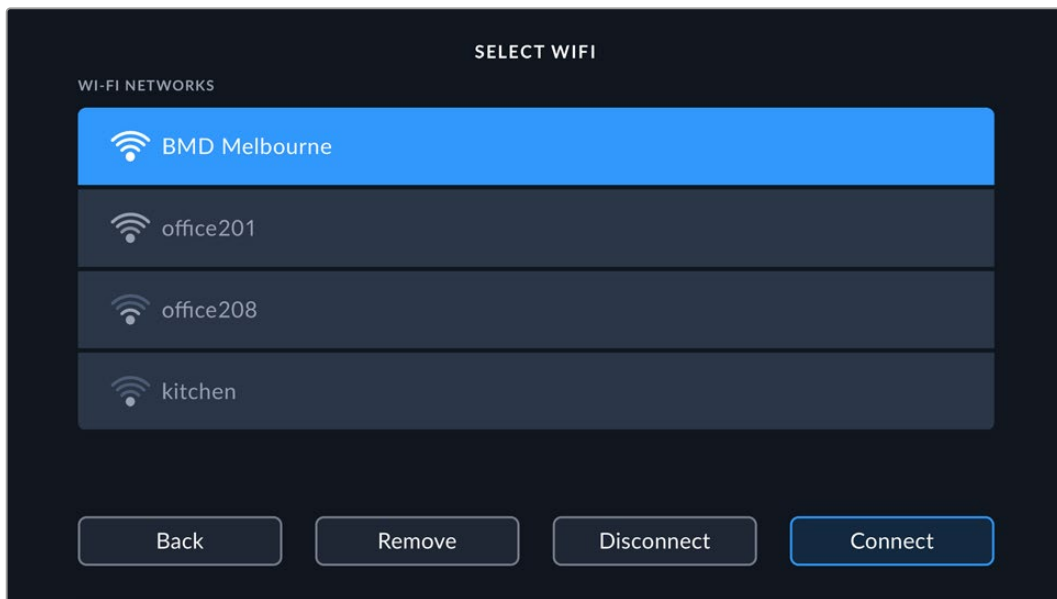 SELECT WIFI
WI-FI NETWORKS
BMD Melbourne
office201
office208
kitchen
Back
Remove
Disconnect
Connect